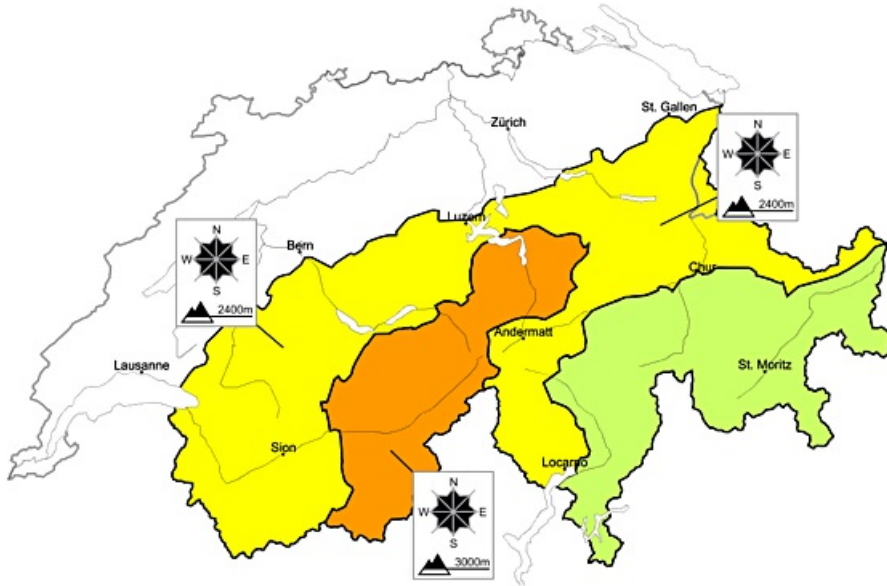 St. Gallen
Zürich
N
W E
S
2400m
Luzern
N
W E
S
2400m
Bern
Chur
Andermatt
Lausanne
St. Moritz
Sion
Locarno
N
W E
S
3000m